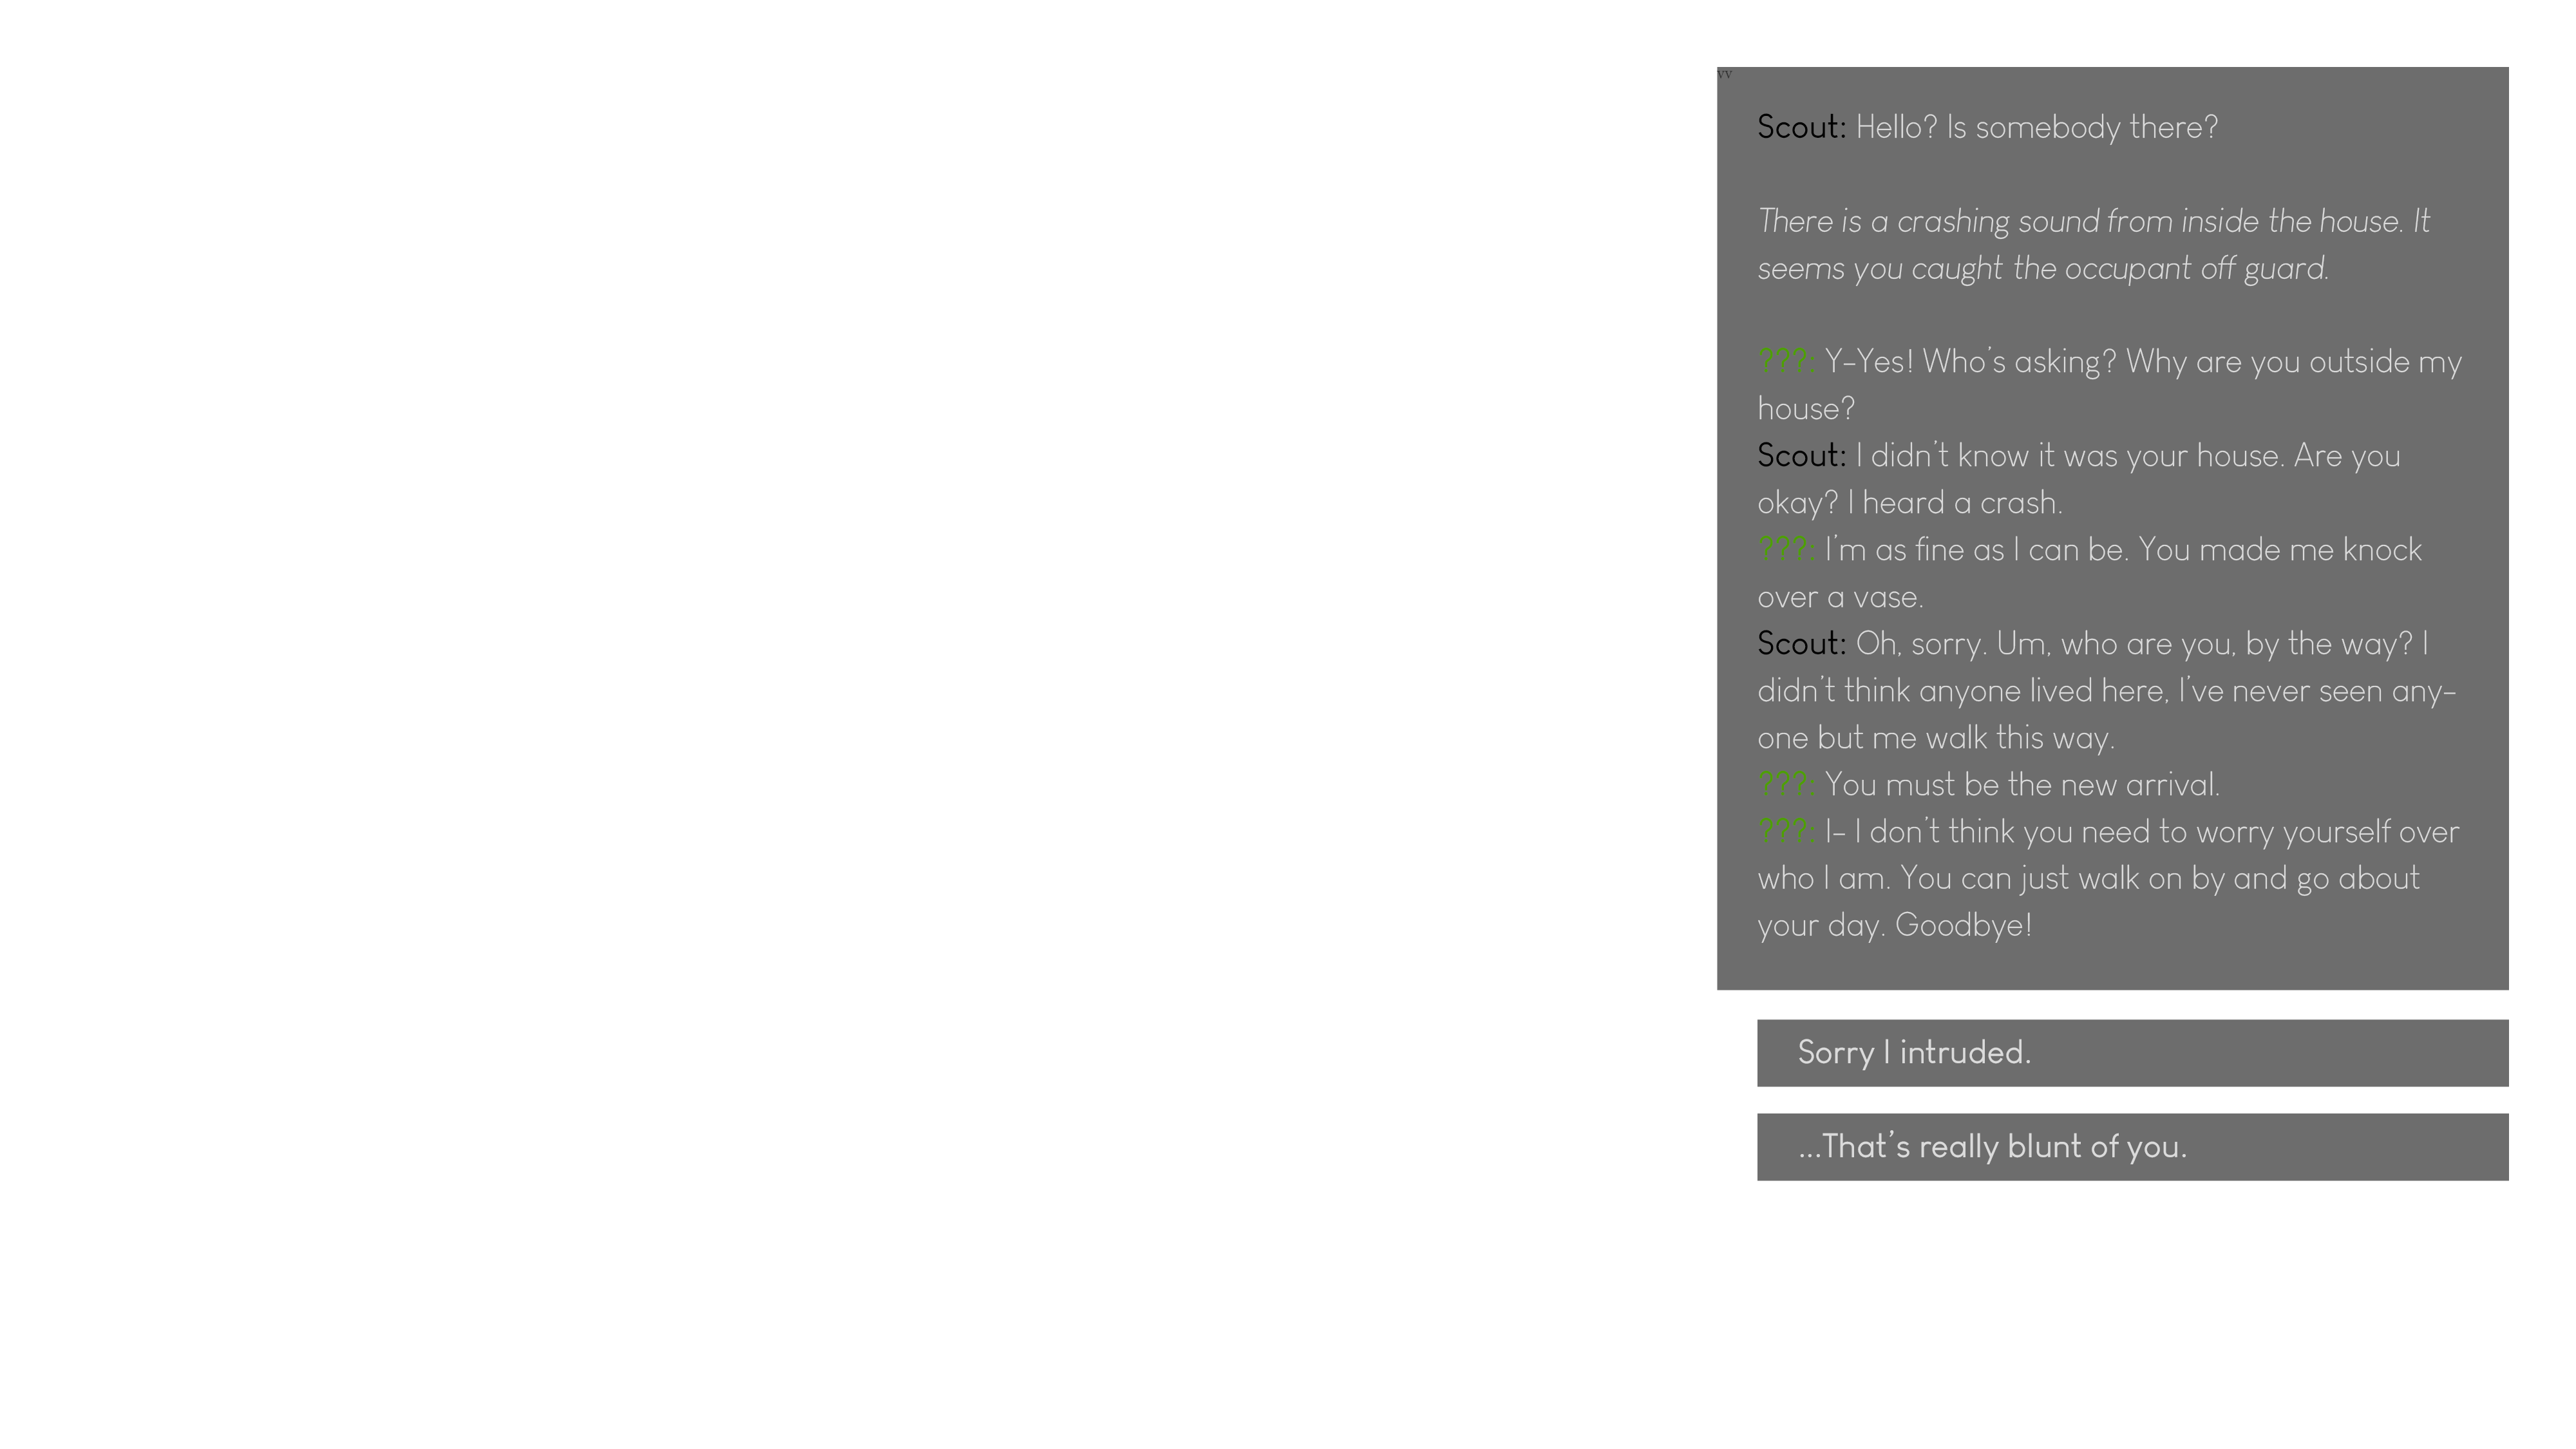 vv
Scout: Hello? Is somebody there?
There is a crashing sound from inside the house. It
seems you caught the occupant off guard.
???: Y-Yes! Who's asking? Why are you outside my
house?
Scout: I didn't know it was your house. Are you
okay? I heard a crash.
???: I'm as fine as I can be. You made me knock
over a vase.
Scout: Oh, sorry. Um, who are you, by the way? I
didn't think anyone lived here, I've never seen any-
one but me walk this way.
???: You must be the new arrival.
???: I- I don't think you need to worry yourself over
who I am. You can just walk on by and go about
your day. Goodbye!
Sorry I intruded.
...That's really blunt of you.